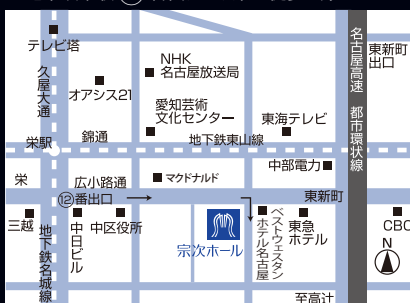 テレビ塔
久屋大通
オアシス21
NHK
名古屋放送局
愛知芸術
文化センター
東海テレビ
名古屋高速 都市環状線
東新町
出口
栄駅
錦通
地下鉄東山線
中部電力
栄
広小路通
マクドナルド
東新町
⑫番出口
三越
地下鉄名城線
中日ビル
中区役所
宗次ホール
ベストウェスタン
ホテル名古屋
東急
ホテル
CBC
N
至高辻